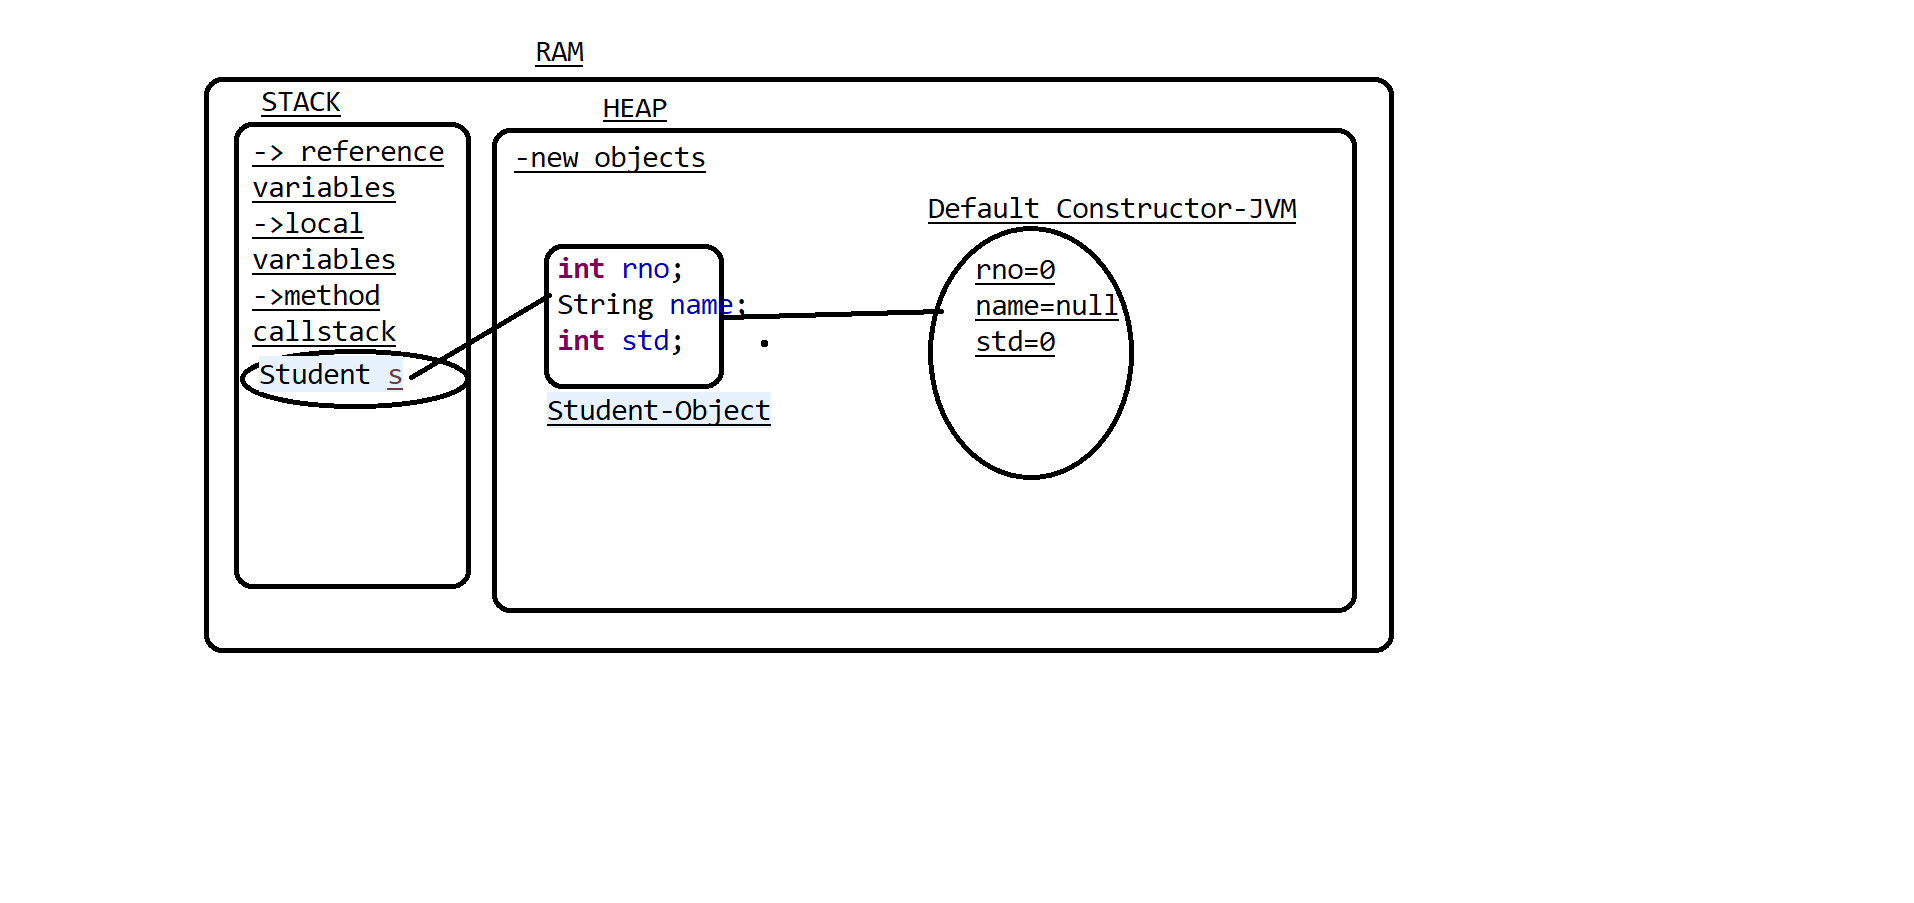 RAM
STACK
-> reference
variables
->local
variables
->method
callstack
Student s
HEAP
-new objects
int rno;
String name;
int std;
Student-Object
Default Constructor-JVM
rno=0
name=null
std=0